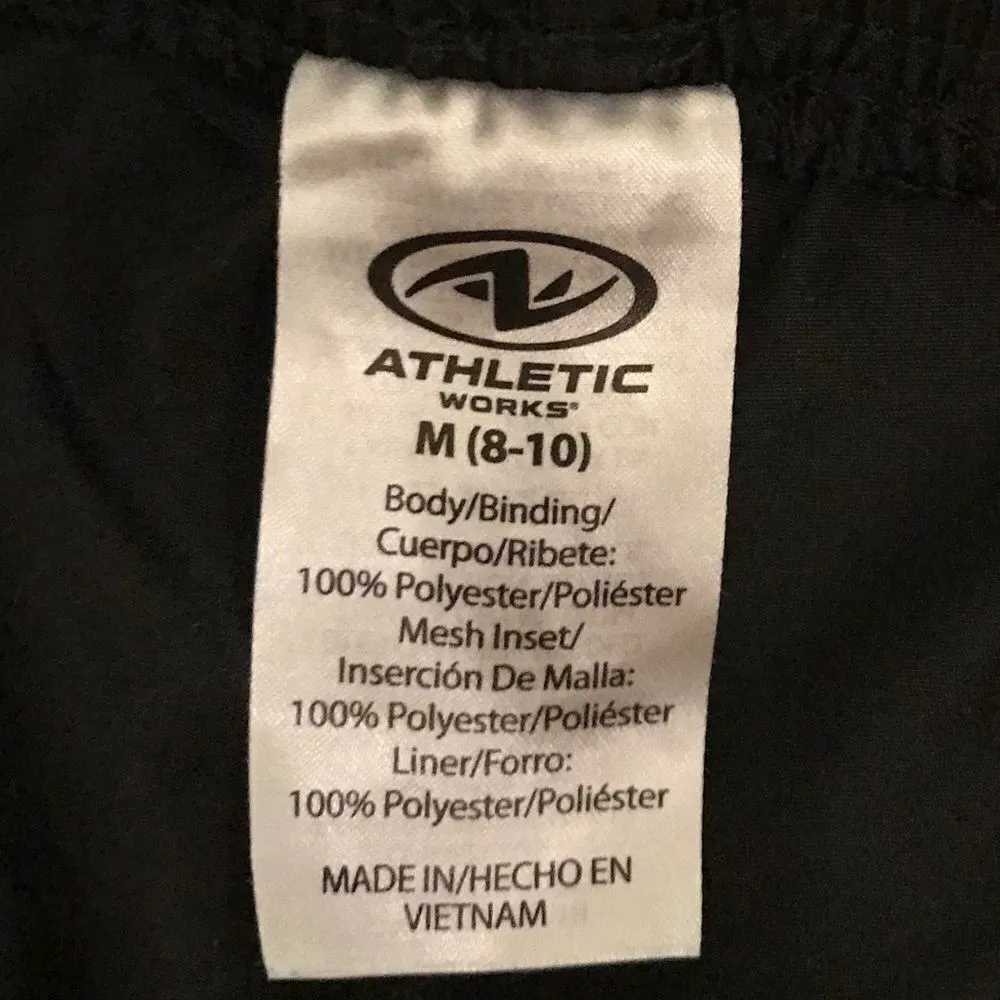 ATHLETIC
WORKS®
M (8-10)
Body/Binding/
Cuerpo/Ribete:
100% Polyester/Poliéster
Mesh Inset/
Inserción De Malla:
100% Polyester/Poliéster
Liner/Forro:
100% Polyester/Poliéster
MADE IN/HECHO EN
VIETNAM